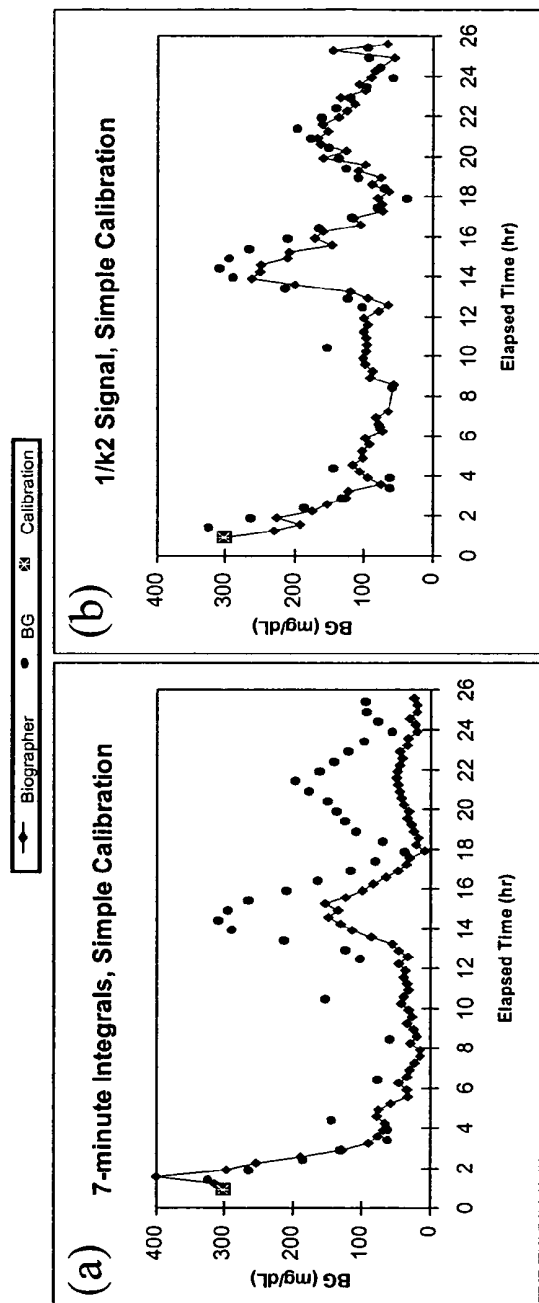 Biographer BG Calibration
(a)
7-minute Integrals, Simple Calibration
400
300
200
100
0
BG (mg/dL)
0 2 4 6 8 10 12 14 16 18 20 22 24 26
Elapsed Time (hr)
(b)
1/k2 Signal, Simple Calibration
400
300
200
100
0
BG (mg/dL)
0 2 4 6 8 10 12 14 16 18 20 22 24 26
Elapsed Time (hr)